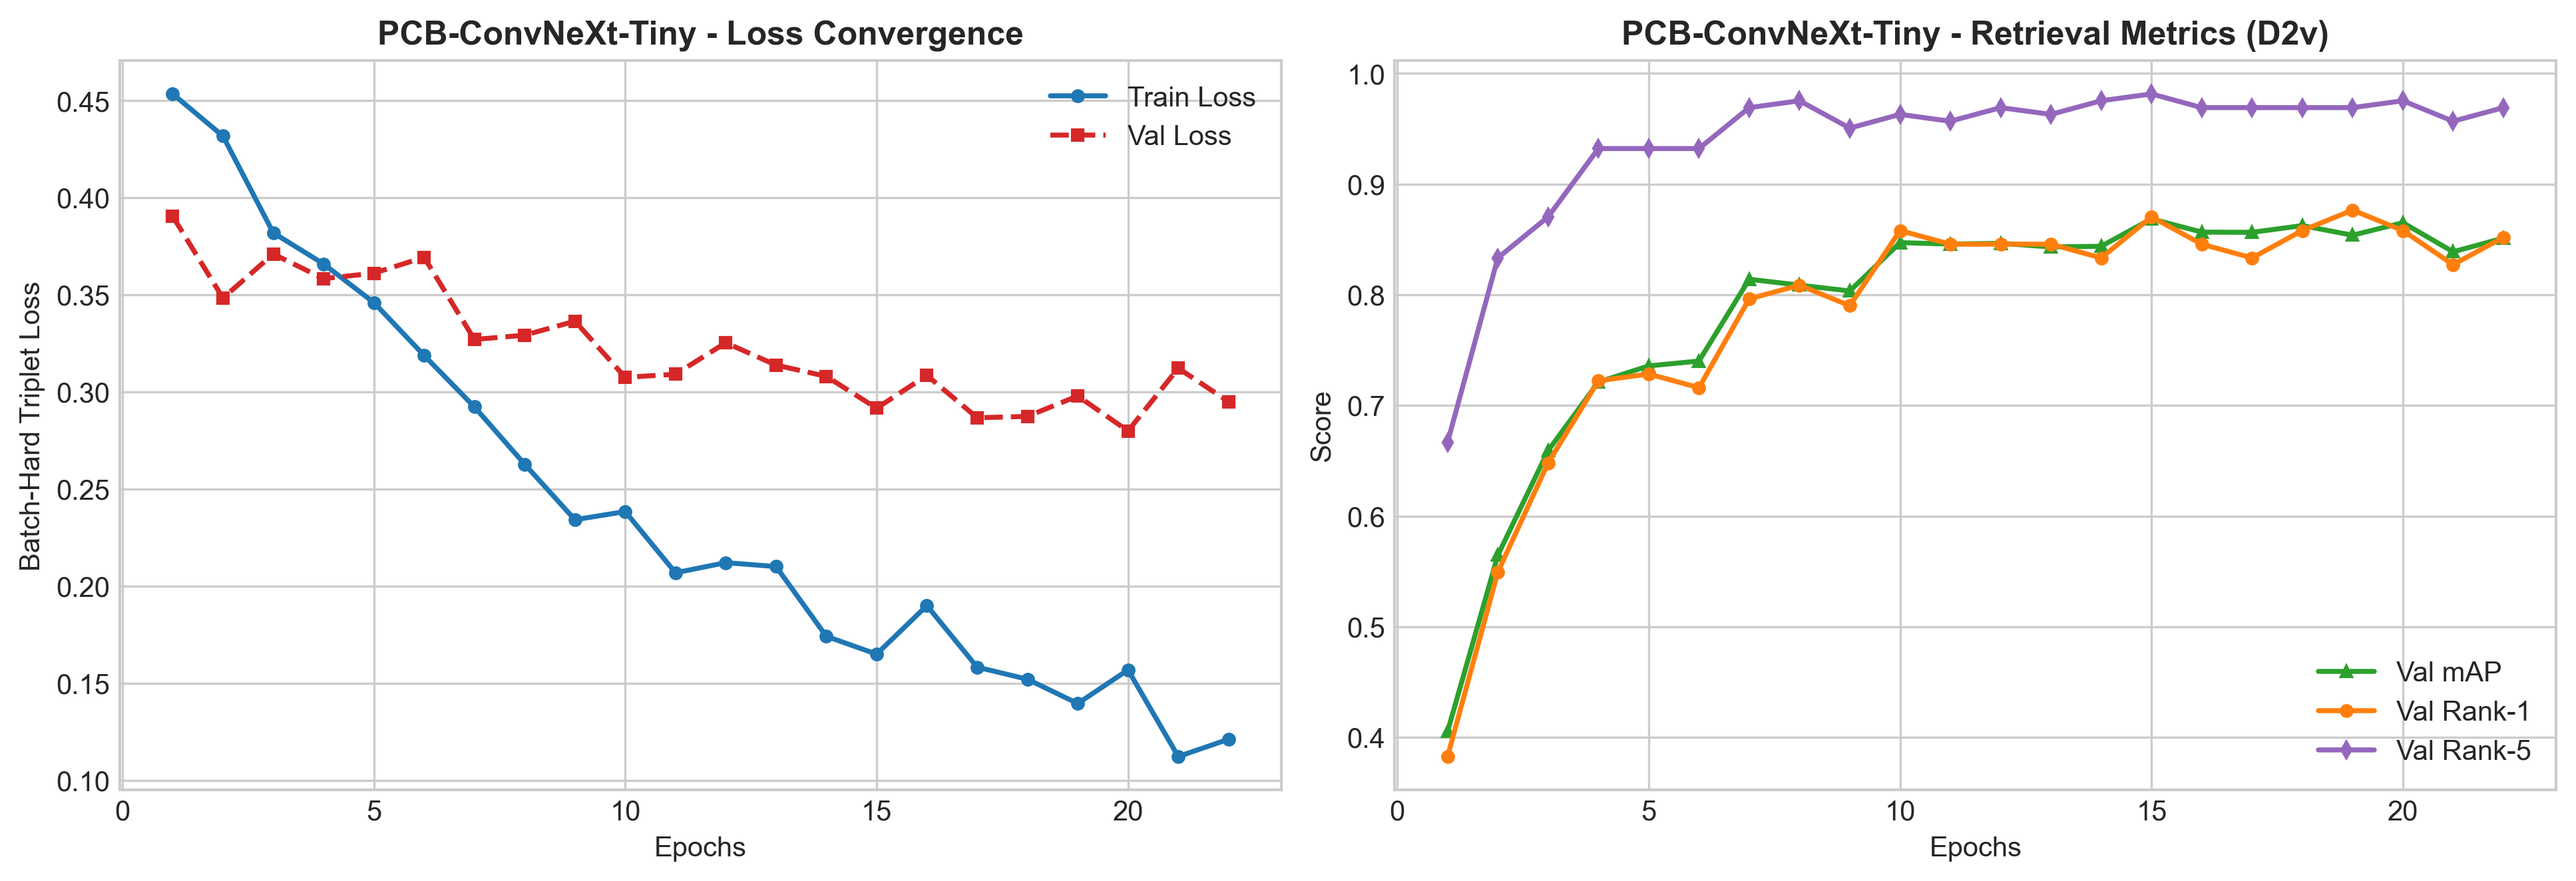 PCB-ConvNeXt-Tiny - Loss Convergence
Batch-Hard Triplet Loss
0.45
0.40
0.35
0.30
0.25
0.20
0.15
0.10
Train Loss
Val Loss
0 5 10 15 20
Epochs
PCB-ConvNeXt-Tiny - Retrieval Metrics (D2v)
Score
1.0
0.9
0.8
0.7
0.6
0.5
0.4
Val mAP
Val Rank-1
Val Rank-5
0 5 10 15 20
Epochs